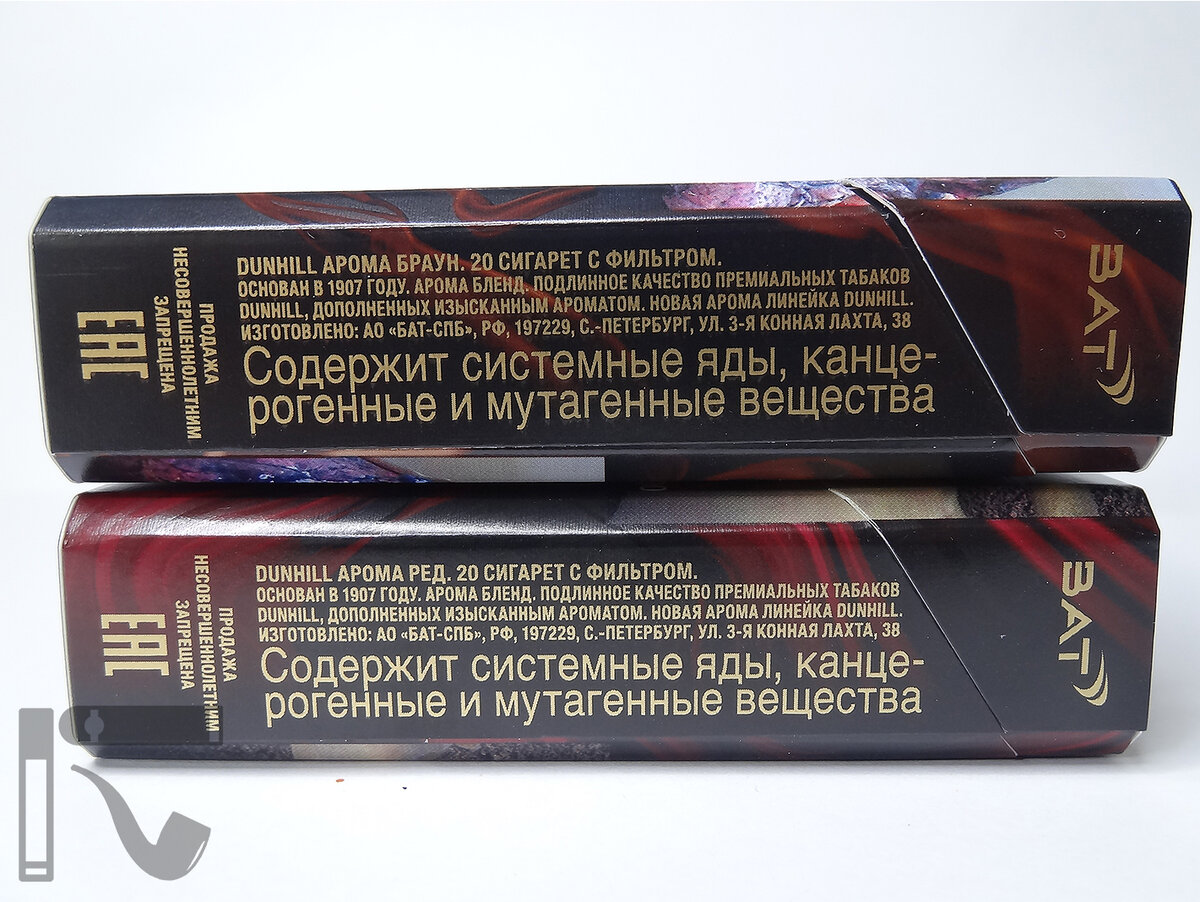 DUNHILL АРОМА БРАУН. 20 СИГАРЕТ С ФИЛЬТРОМ.
ОСНОВАН В 1907 ГОДУ. АРОМА БЛЕНД. ПОДЛИННОЕ КАЧЕСТВО ПРЕМИАЛЬНЫХ ТАБАКОВ
DUNHILL, ДОПОЛНЕННЫХ ИЗЫСКАННЫМ АРОМАТОМ. НОВАЯ АРОМА ЛИНЕЙКА DUNHILL.
ИЗГОТОВЛЕНО: АО «БАТ-СПБ», РФ, 197229, С.-ПЕТЕРБУРГ, УЛ. 3-Я КОННАЯ ЛАХТА, 38
Содержит системные яды, канце-
рогенные и мутагенные вещества
ПРОДАЖА
НЕСОВЕРШЕННОЛЕТНИМ
ЗАПРЕЩЕНА
EAC
BAT
DUNHILL АРОМА РЕД. 20 СИГАРЕТ С ФИЛЬТРОМ.
ОСНОВАН В 1907 ГОДУ. АРОМА БЛЕНД. ПОДЛИННОЕ КАЧЕСТВО ПРЕМИАЛЬНЫХ ТАБАКОВ
DUNHILL, ДОПОЛНЕННЫХ ИЗЫСКАННЫМ АРОМАТОМ. НОВАЯ АРОМА ЛИНЕЙКА DUNHILL.
ИЗГОТОВЛЕНО: АО «БАТ-СПБ», РФ, 197229, С.-ПЕТЕРБУРГ, УЛ. 3-Я КОННАЯ ЛАХТА, 38
Содержит системные яды, канце-
рогенные и мутагенные вещества
ПРОДАЖА
НЕСОВЕРШЕННОЛЕТНИМ
ЗАПРЕЩЕНА
EAC
BAT